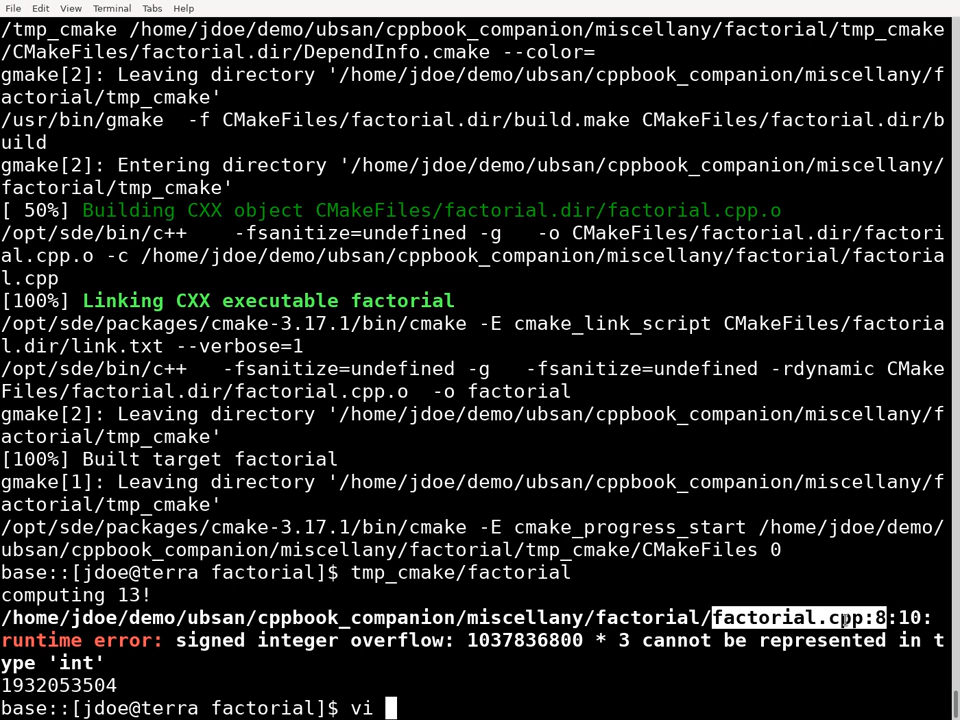 File Edit View Terminal Tabs Help
/tmp_cmake /home/jdoe/demo/ubsan/cppbook_companion/miscellany/factorial/tmp_cmake
/CMakeFiles/factorial.dir/DependInfo.cmake --color=
gmake[2]: Leaving directory '/home/jdoe/demo/ubsan/cppbook_companion/miscellany/f
actorial/tmp_cmake'
/usr/bin/gmake  -f CMakeFiles/factorial.dir/build.make CMakeFiles/factorial.dir/b
uild
gmake[2]: Entering directory '/home/jdoe/demo/ubsan/cppbook_companion/miscellany/
factorial/tmp_cmake'
[ 50%] Building CXX object CMakeFiles/factorial.dir/factorial.cpp.o
/opt/sde/bin/c++    -fsanitize=undefined -g   -o CMakeFiles/factorial.dir/factori
al.cpp.o -c /home/jdoe/demo/ubsan/cppbook_companion/miscellany/factorial/factoria
l.cpp
[100%] Linking CXX executable factorial
/opt/sde/packages/cmake-3.17.1/bin/cmake -E cmake_link_script CMakeFiles/factoria
l.dir/link.txt --verbose=1
/opt/sde/bin/c++   -fsanitize=undefined -g   -fsanitize=undefined -rdynamic CMake
Files/factorial.dir/factorial.cpp.o  -o factorial
gmake[2]: Leaving directory '/home/jdoe/demo/ubsan/cppbook_companion/miscellany/f
actorial/tmp_cmake'
[100%] Built target factorial
gmake[1]: Leaving directory '/home/jdoe/demo/ubsan/cppbook_companion/miscellany/f
actorial/tmp_cmake'
/opt/sde/packages/cmake-3.17.1/bin/cmake -E cmake_progress_start /home/jdoe/demo/
ubsan/cppbook_companion/miscellany/factorial/tmp_cmake/CMakeFiles 0
base::[jdoe@terra factorial]$ tmp_cmake/factorial
computing 13!
/home/jdoe/demo/ubsan/cppbook_companion/miscellany/factorial/factorial.cpp:8:10:
runtime error: signed integer overflow: 1037836800 * 3 cannot be represented in t
ype 'int'
1932053504
base::[jdoe@terra factorial]$ vi